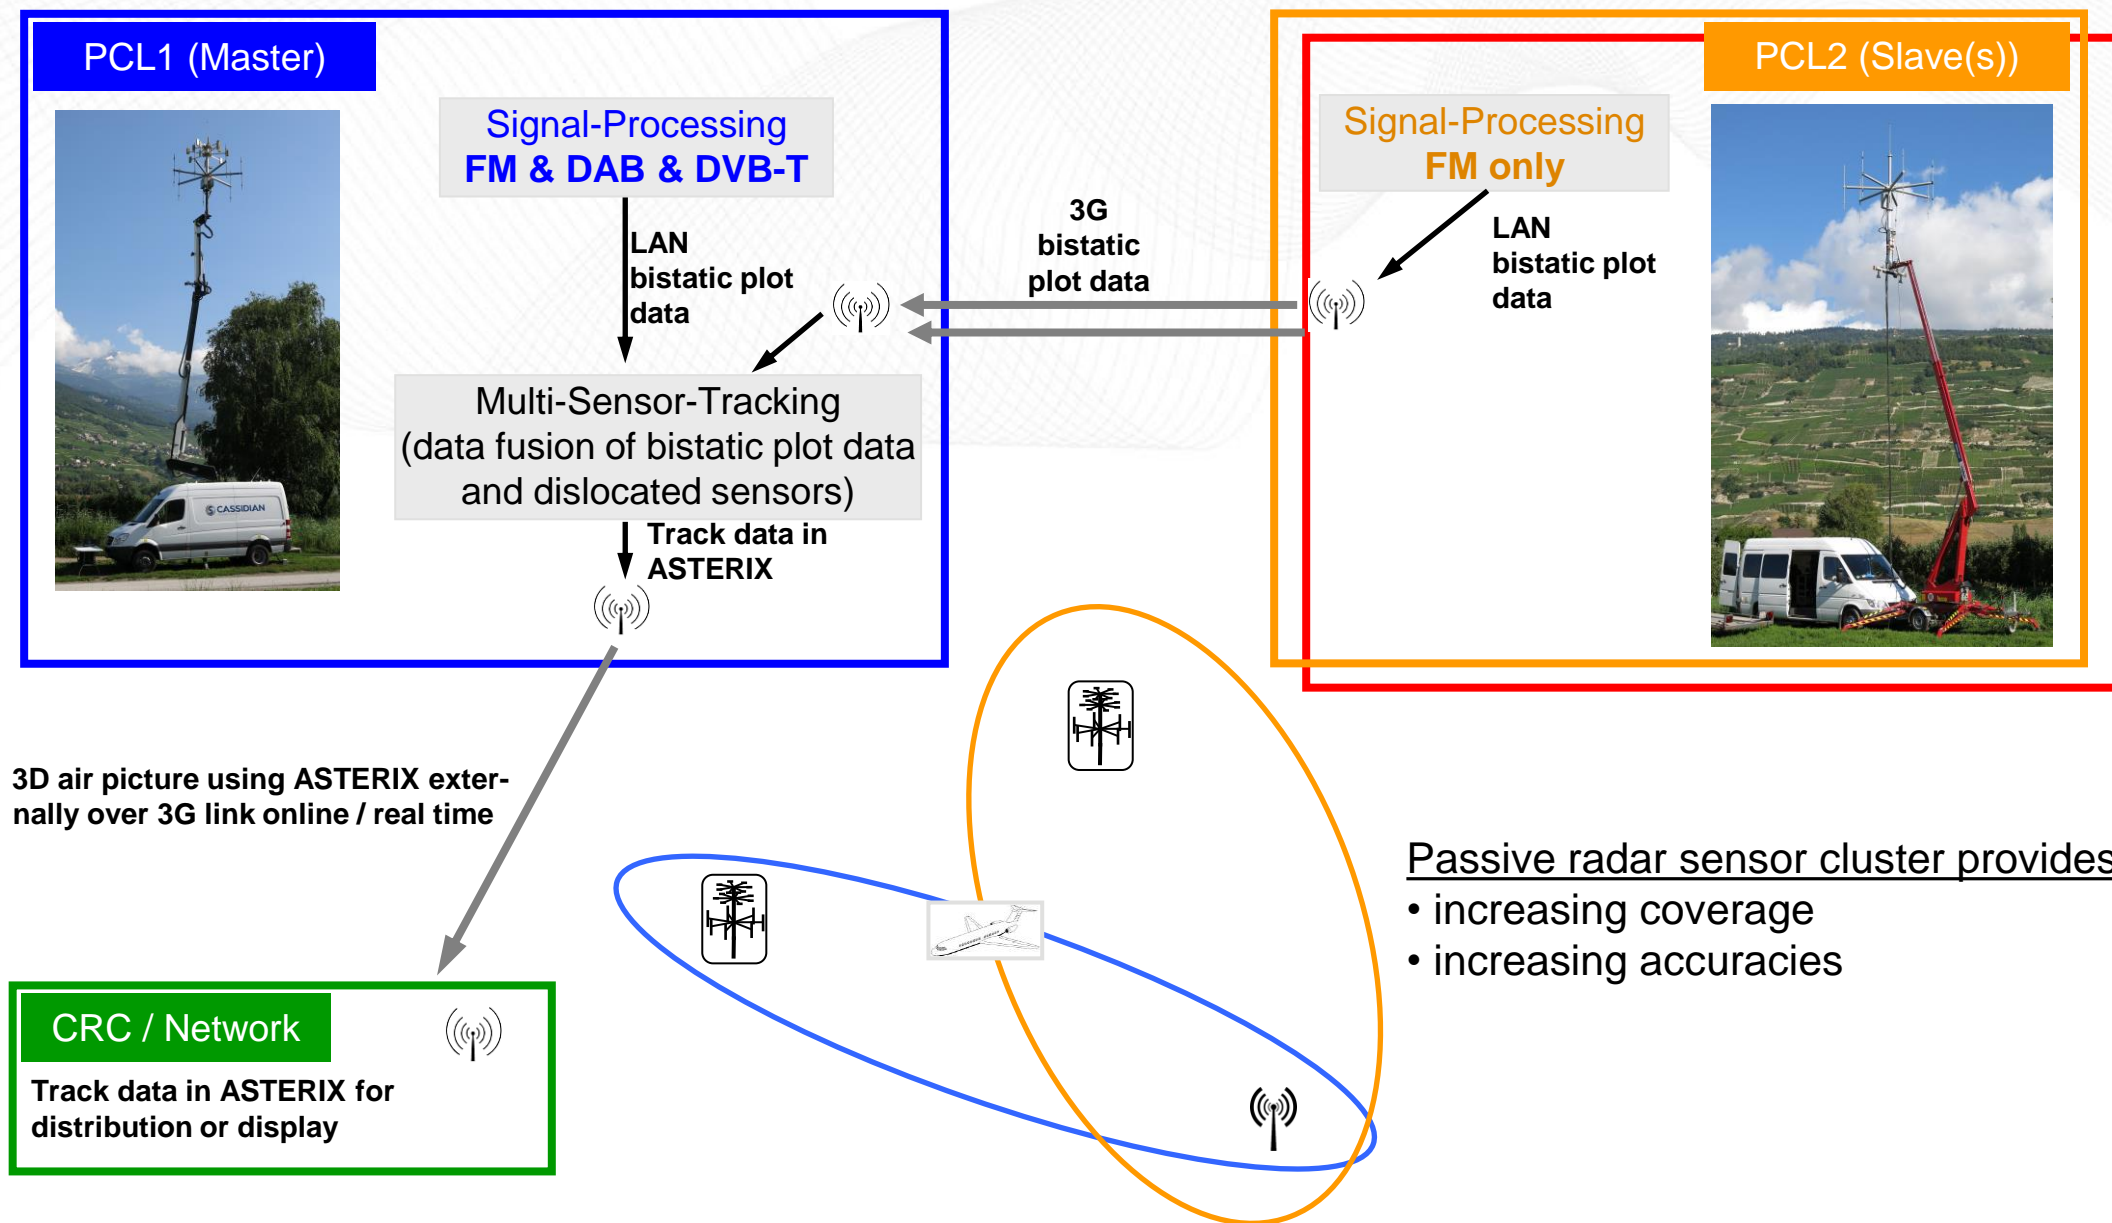 PCL1 (Master)
Signal-Processing
FM & DAB & DVB-T
LAN
bistatic plot
data
Multi-Sensor-Tracking
(data fusion of bistatic plot data
and dislocated sensors)
Track data in
ASTERIX
CASSIDIAN
3G
bistatic
plot data
PCL2 (Slave(s))
Signal-Processing
FM only
LAN
bistatic plot
data
3D air picture using ASTERIX exter-
nally over 3G link online / real time
CRC / Network
Track data in ASTERIX for
distribution or display
Passive radar sensor cluster provides
• increasing coverage
• increasing accuracies